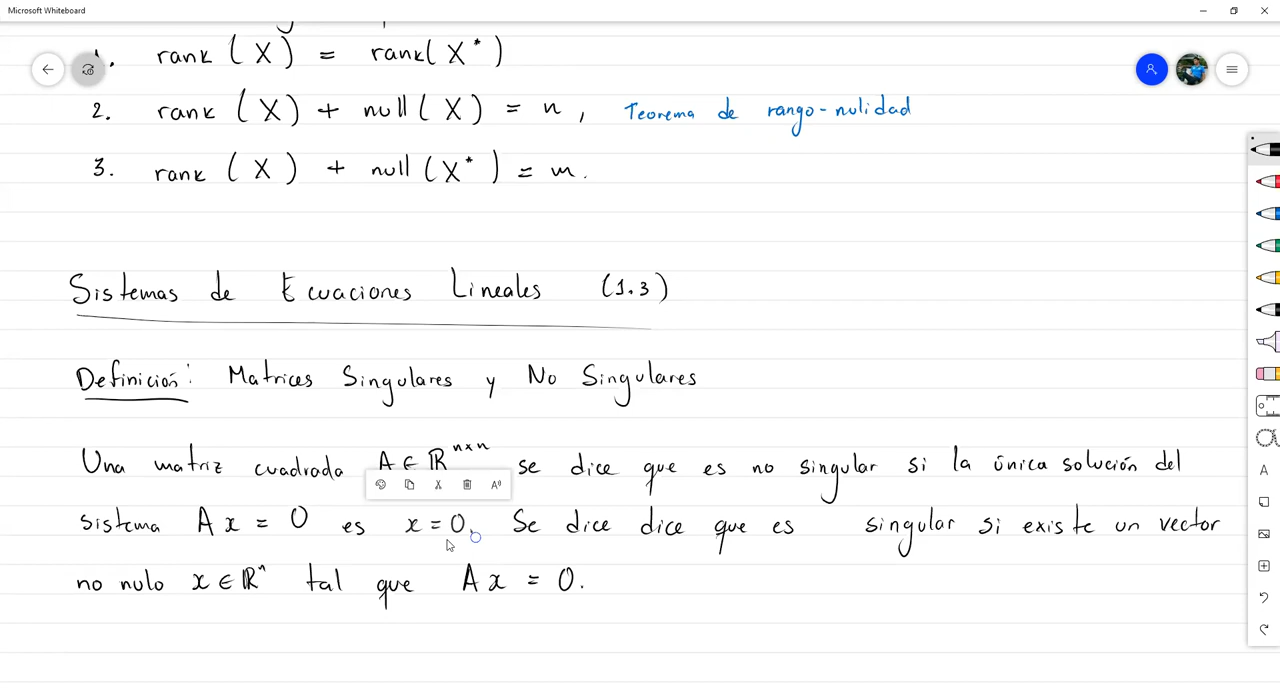 Microsoft Whiteboard
1. rank (X) = rank(X*)
2. rank (X) + null(X) = n, Teorema de rango-nulidad
3. rank (X) + null(X*) = m.
Sistemas de Ecuaciones Lineales (1.3)
Definición: Matrices Singulares y No Singulares
Una matriz cuadrada A ∈ ℝⁿˣⁿ se dice que es no singular si la única solución del
sistema Ax = 0 es x = 0. Se dice dice que es singular si existe un vector
no nulo x ∈ ℝⁿ tal que Ax = 0.